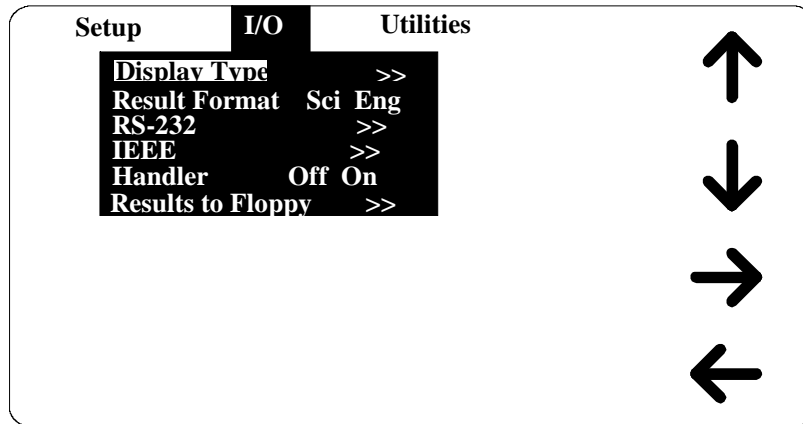 Setup I/O Utilities
Display Type >>
Result Format Sci Eng
RS-232 >>
IEEE >>
Handler Off On
Results to Floppy >>